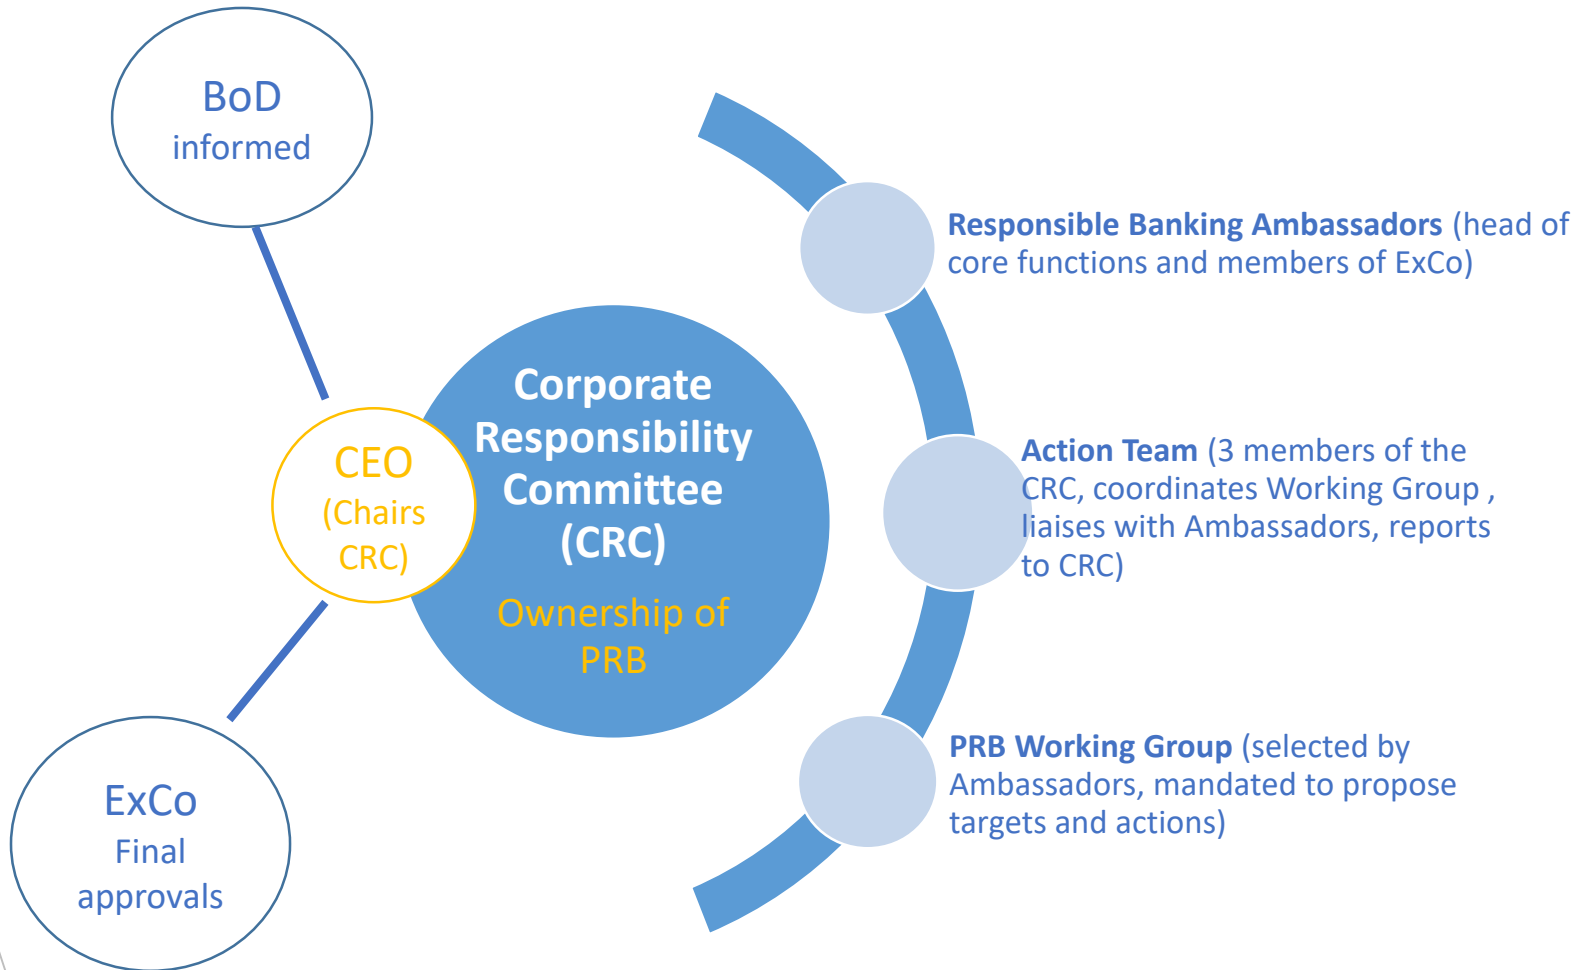 BoD
informed
CEO
(Chairs
CRC)
ExCo
Final
approvals
Corporate
Responsibility
Committee
(CRC)
Ownership of
PRB
Responsible Banking Ambassadors (head of
core functions and members of ExCo)
Action Team (3 members of the
CRC, coordinates Working Group ,
liaises with Ambassadors, reports
to CRC)
PRB Working Group (selected by
Ambassadors, mandated to propose
targets and actions)